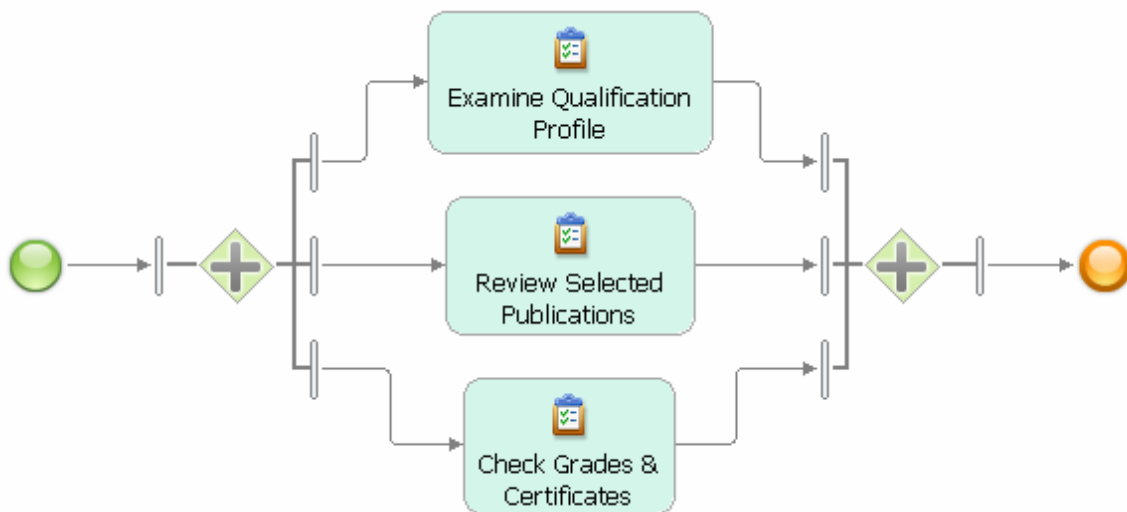 Examine Qualification
Profile
Review Selected
Publications
Check Grades &
Certificates